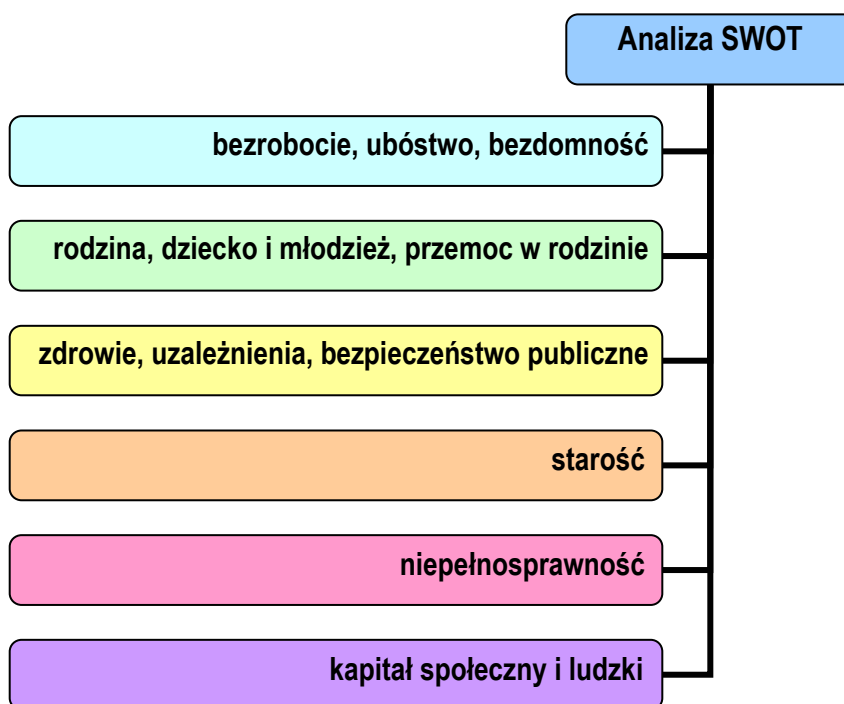 Analiza SWOT
bezrobocie, ubóstwo, bezdomność
rodzina, dziecko i młodzież, przemoc w rodzinie
zdrowie, uzależnienia, bezpieczeństwo publiczne
starość
niepełnosprawność
kapitał społeczny i ludzki